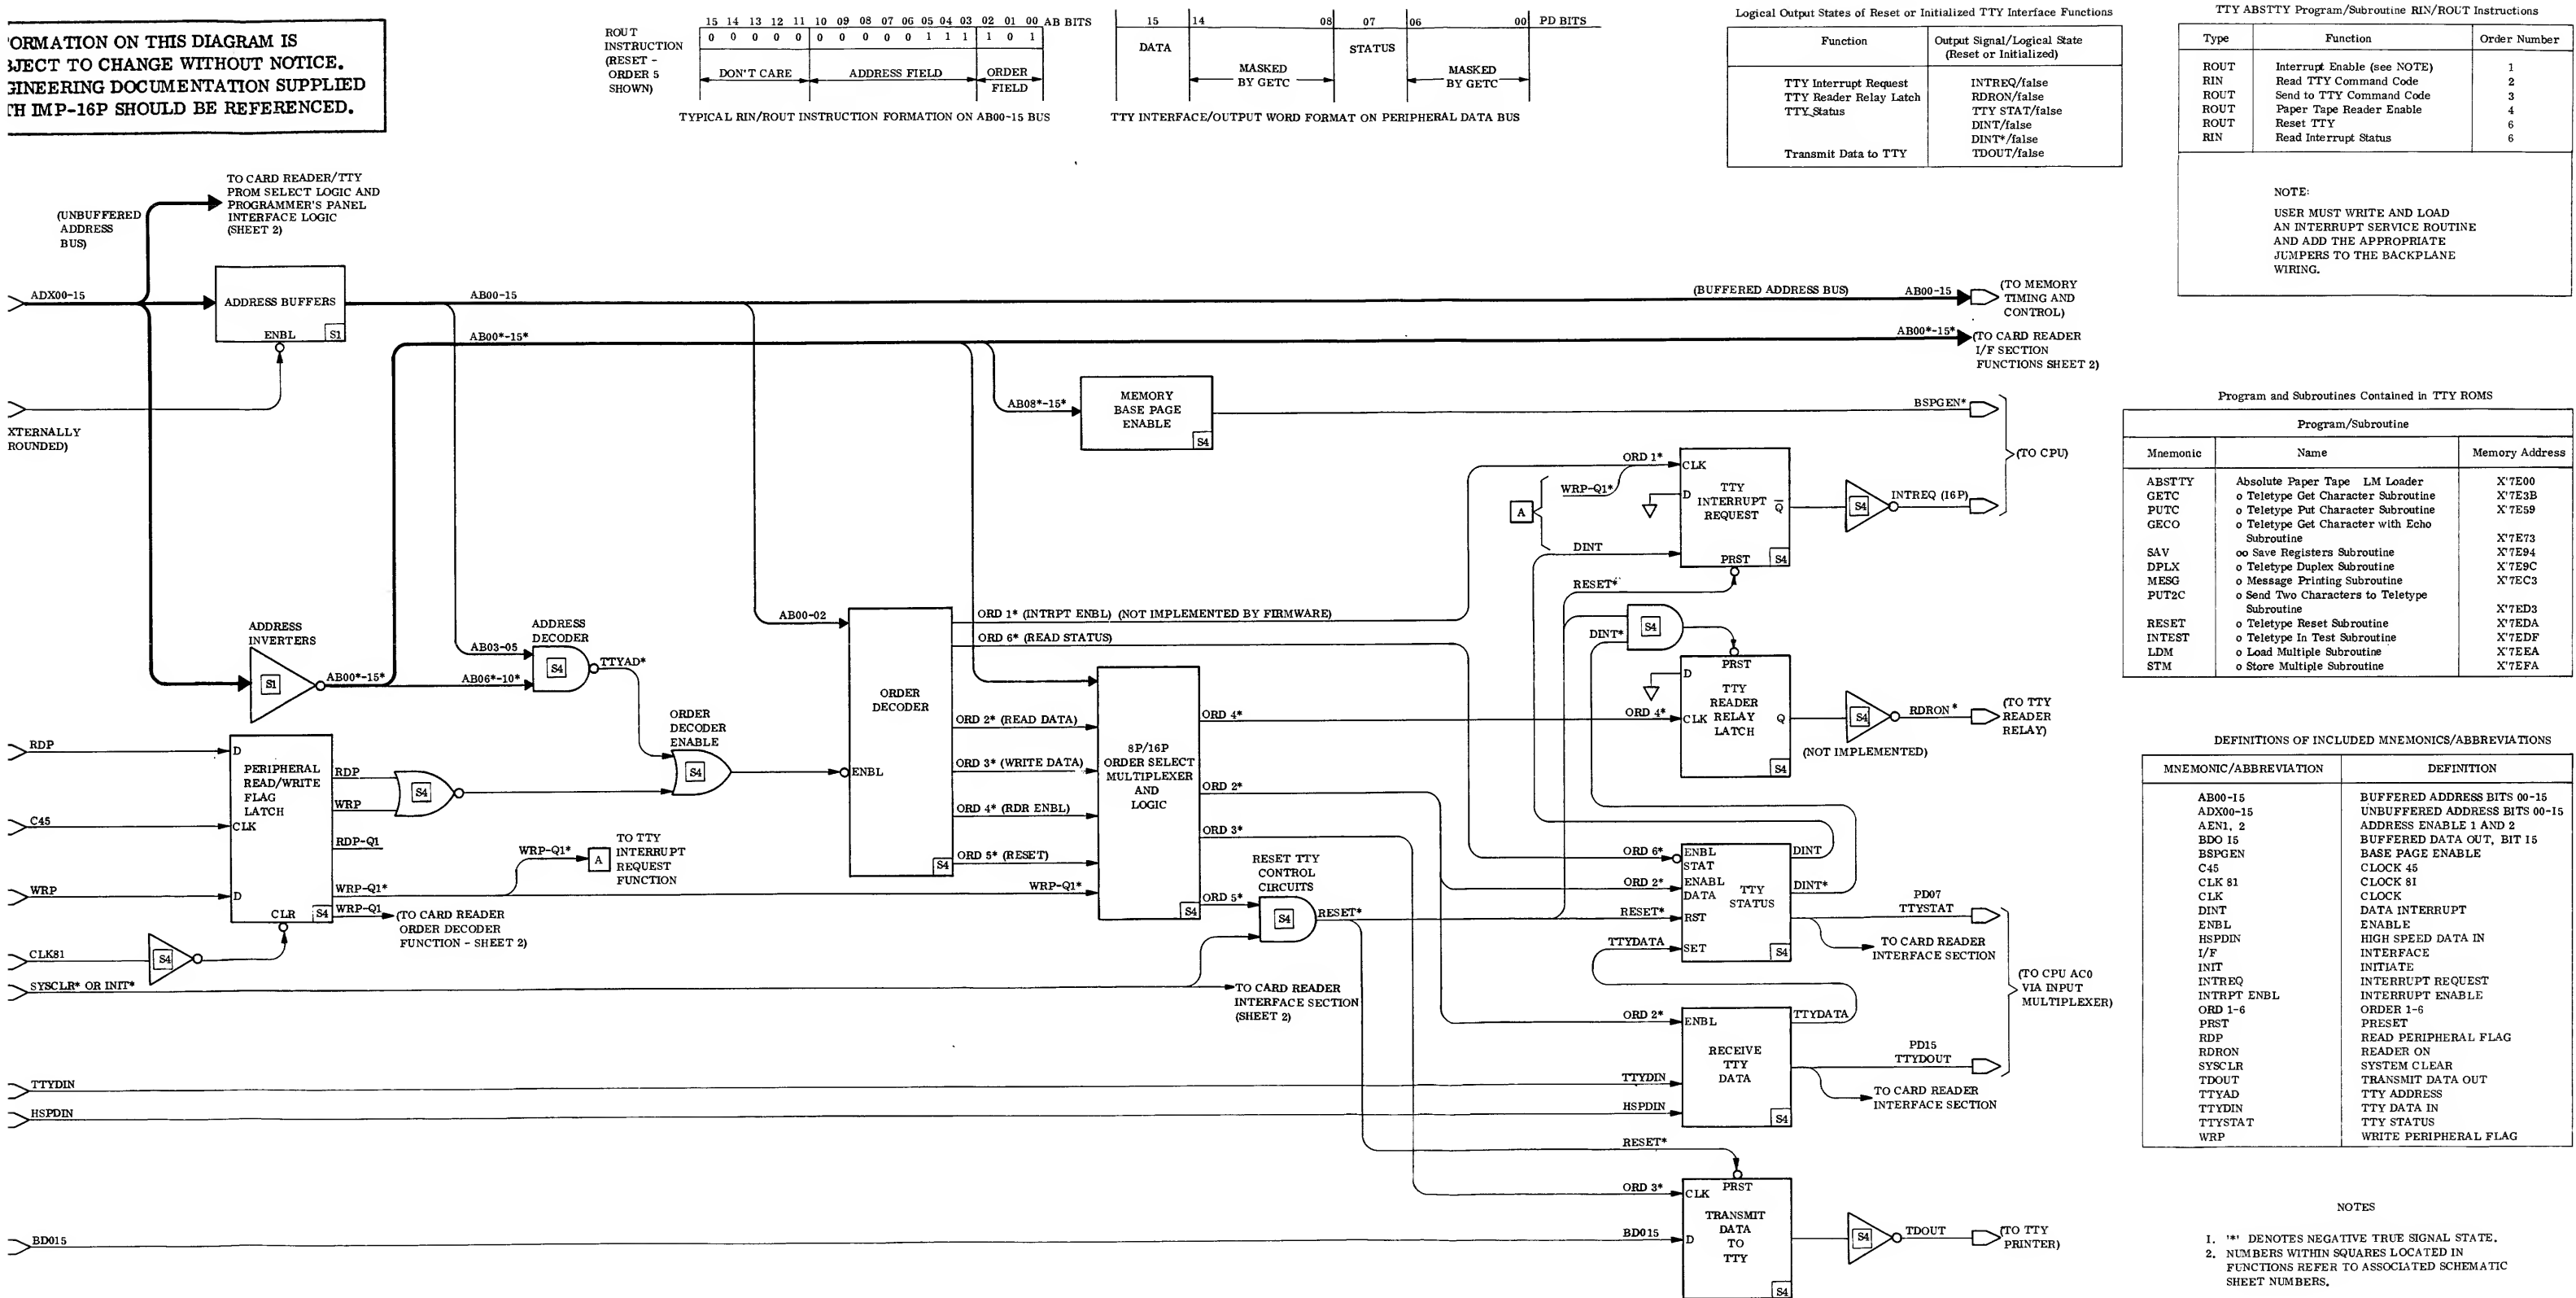 'ORMATION ON THIS DIAGRAM IS
JECT TO CHANGE WITHOUT NOTICE.
GINEERING DOCUMENTATION SUPPLIED
TH IMP-16P SHOULD BE REFERENCED.
ROUT
INSTRUCTION
(RESET -
ORDER 5
SHOWN)
15 14 13 12 11 10 09 08 07 06 05 04 03 02 01 00 AB BITS
0 0 0 0 0 0 0 0 0 0 1 1 1 1 0 1
DON'T CARE ADDRESS FIELD ORDER
FIELD
TYPICAL RIN/ROUT INSTRUCTION FORMATION ON AB00-15 BUS
15 14 08 07 06 00 PD BITS
DATA STATUS
MASKED
BY GETC
MASKED
BY GETC
TTY INTERFACE/OUTPUT WORD FORMAT ON PERIPHERAL DATA BUS
Logical Output States of Reset or Initialized TTY Interface Functions
Function Output Signal/Logical State
(Reset or Initialized)
TTY Interrupt Request INTREQ/false
TTY Reader Relay Latch RDRON/false
TTY Status TTY STAT/false
DINT/false
DINT*/false
Transmit Data to TTY TDOUT/false
TTY ABSTTY Program/Subroutine RIN/ROUT Instructions
Type Function Order Number
ROUT Interrupt Enable (see NOTE) 1
RIN Read TTY Command Code 2
ROUT Send to TTY Command Code 3
ROUT Paper Tape Reader Enable 4
ROUT Reset TTY 6
RIN Read Interrupt Status 6
NOTE:
USER MUST WRITE AND LOAD
AN INTERRUPT SERVICE ROUTINE
AND ADD THE APPROPRIATE
JUMPERS TO THE BACKPLANE
WIRING.
(UNBUFFERED
ADDRESS
BUS)
TO CARD READER/TTY
PROM SELECT LOGIC AND
PROGRAMMER'S PANEL
INTERFACE LOGIC
(SHEET 2)
ADX00-15
ADDRESS BUFFERS
ENBL S1
AB00-15
(BUFFERED ADDRESS BUS) AB00-15
(TO MEMORY
TIMING AND
CONTROL)
AB00*-15*
AB00*-15*
(TO CARD READER
I/F SECTION
FUNCTIONS SHEET 2)
XTERNALLY
ROUNDED)
AB08*-15*
MEMORY
BASE PAGE
ENABLE
S4
BSPGEN*
(TO CPU)
ORD 1*
WRP-Q1*
A
DINT
CLK
D
TTY
INTERRUPT
REQUEST
Q
PRST
S4
S4
INTREQ (16P)
RESET*
DINT*
S4
AB00-02
ADDRESS
INVERTERS
S1
AB00*-15*
ADDRESS
DECODER
AB03-05
S4
TTYAD*
AB06*-10*
ORDER
DECODER
ENBL
S4
ORD 1* (INTRPT ENBL) (NOT IMPLEMENTED BY FIRMWARE)
ORD 6* (READ STATUS)
ORD 2* (READ DATA)
ORD 3* (WRITE DATA)
ORD 4* (RDR ENBL)
ORD 5* (RESET)
WRP-Q1*
8P/16P
ORDER SELECT
MULTIPLEXER
AND
LOGIC
S4
ORD 4*
ORD 2*
ORD 3*
ORD 5*
PRST
D
TTY
READER
RELAY
LATCH
ORD 4*
CLK
Q
S4
S4
RDRON*
(NOT IMPLEMENTED)
(TO TTY
READER
RELAY)
ORDER
DECODER
ENABLE
S4
RDP
C45
WRP
CLK81
SYSCLR* OR INIT*
D
PERIPHERAL
READ/WRITE
FLAG
LATCH
CLK
D
CLR S4
RDP
WRP
S4
RDP-Q1
WRP-Q1*
WRP-Q1
WRP-Q1*
A
TO TTY
INTERRUPT
REQUEST
FUNCTION
(TO CARD READER
ORDER DECODER
FUNCTION - SHEET 2)
S4
RESET TTY
CONTROL
CIRCUITS
S4
RESET*
TO CARD READER
INTERFACE SECTION
(SHEET 2)
ORD 6*
ORD 2*
RESET*
TTYDATA
ENBL
STAT
ENABL
DATA
RST
SET
TTY
STATUS
S4
DINT
DINT*
PD07
TTYSTAT
TO CARD READER
INTERFACE SECTION
(TO CPU AC0
VIA INPUT
MULTIPLEXER)
ORD 2*
ENBL
TTYDATA
RECEIVE
TTY
DATA
S4
PD15
TTYDOUT
TO CARD READER
INTERFACE SECTION
TTYDIN
TTYDIN
HSPDIN
HSPDIN
RESET*
ORD 3*
CLK
PRST
TRANSMIT
DATA
TO
TTY
S4
BD015
BD015
D
S4
TDOUT
(TO TTY
PRINTER)
Program and Subroutines Contained in TTY ROMS
Program/Subroutine
Mnemonic Name Memory Address
ABSTTY Absolute Paper Tape LM Loader X'7E00
GETC o Teletype Get Character Subroutine X'7E3B
PUTC o Teletype Put Character Subroutine X'7E59
GECO o Teletype Get Character with Echo
Subroutine X'7E73
SAV oo Save Registers Subroutine X'7E94
DPLX o Teletype Duplex Subroutine X'7E9C
MESG o Message Printing Subroutine X'7EC3
PUT2C o Send Two Characters to Teletype
Subroutine X'7ED3
RESET o Teletype Reset Subroutine X'7EDA
INTEST o Teletype In Test Subroutine X'7EDF
LDM o Load Multiple Subroutine X'7EEA
STM o Store Multiple Subroutine X'7EFA
DEFINITIONS OF INCLUDED MNEMONICS/ABBREVIATIONS
MNEMONIC/ABBREVIATION DEFINITION
AB00-15 BUFFERED ADDRESS BITS 00-15
ADX00-15 UNBUFFERED ADDRESS BITS 00-15
AEN1, 2 ADDRESS ENABLE 1 AND 2
BDO 15 BUFFERED DATA OUT, BIT 15
BSPGEN BASE PAGE ENABLE
C45 CLOCK 45
CLK 81 CLOCK 81
CLK CLOCK
DINT DATA INTERRUPT
ENBL ENABLE
HSPDIN HIGH SPEED DATA IN
I/F INTERFACE
INIT INITIATE
INTREQ INTERRUPT REQUEST
INTRPT ENBL INTERRUPT ENABLE
ORD 1-6 ORDER 1-6
PRST PRESET
RDP READ PERIPHERAL FLAG
RDRON READER ON
SYSCLR SYSTEM CLEAR
TDOUT TRANSMIT DATA OUT
TTYAD TTY ADDRESS
TTYDIN TTY DATA IN
TTYSTAT TTY STATUS
WRP WRITE PERIPHERAL FLAG
NOTES
1. '*' DENOTES NEGATIVE TRUE SIGNAL STATE.
2. NUMBERS WITHIN SQUARES LOCATED IN
FUNCTIONS REFER TO ASSOCIATED SCHEMATIC
SHEET NUMBERS.